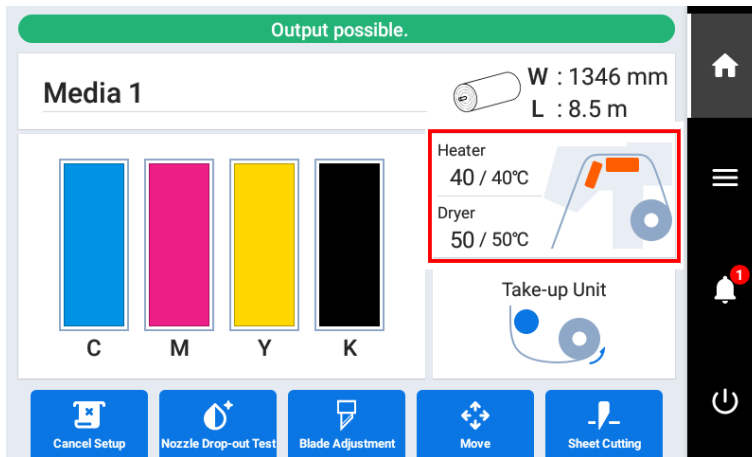 Output possible.
Media 1
W : 1346 mm
L : 8.5 m
Heater
40 / 40℃
Dryer
50 / 50℃
Take-up Unit
C M Y K
1
Cancel Setup
Nozzle Drop-out Test
Blade Adjustment
Move
Sheet Cutting